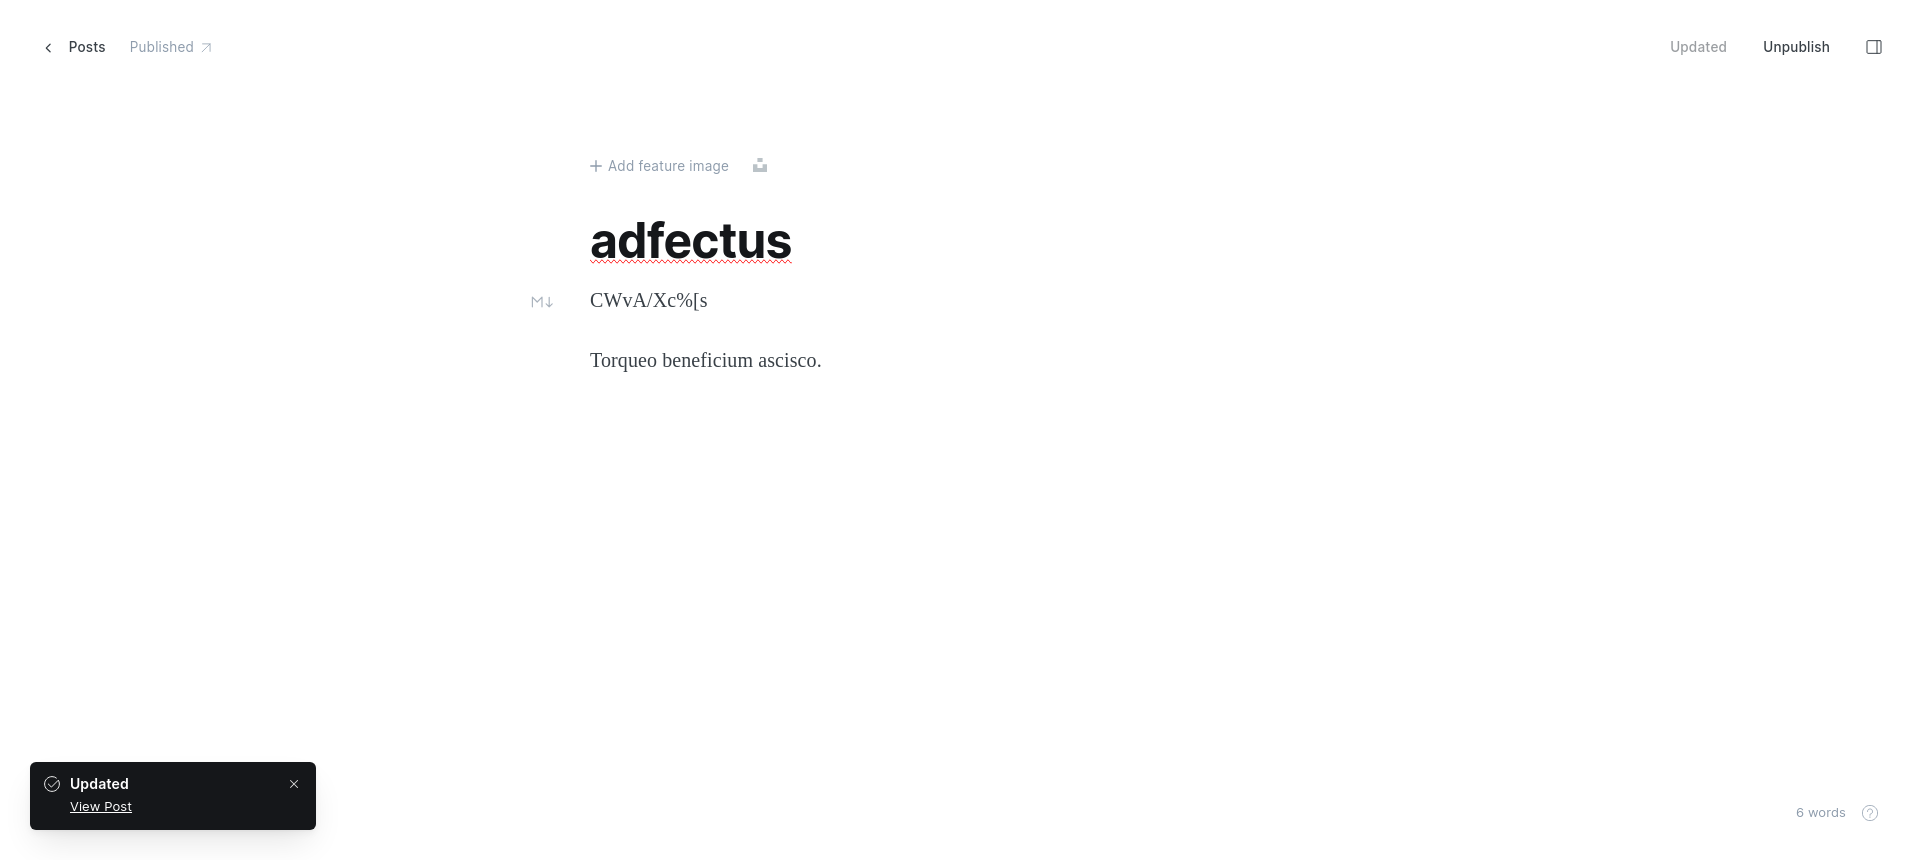 Posts Published
Updated Unpublish
Add feature image
adfectus
M
CWvA/Xc%[s
Torqueo beneficium ascisco.
Updated
View Post
6 words ?